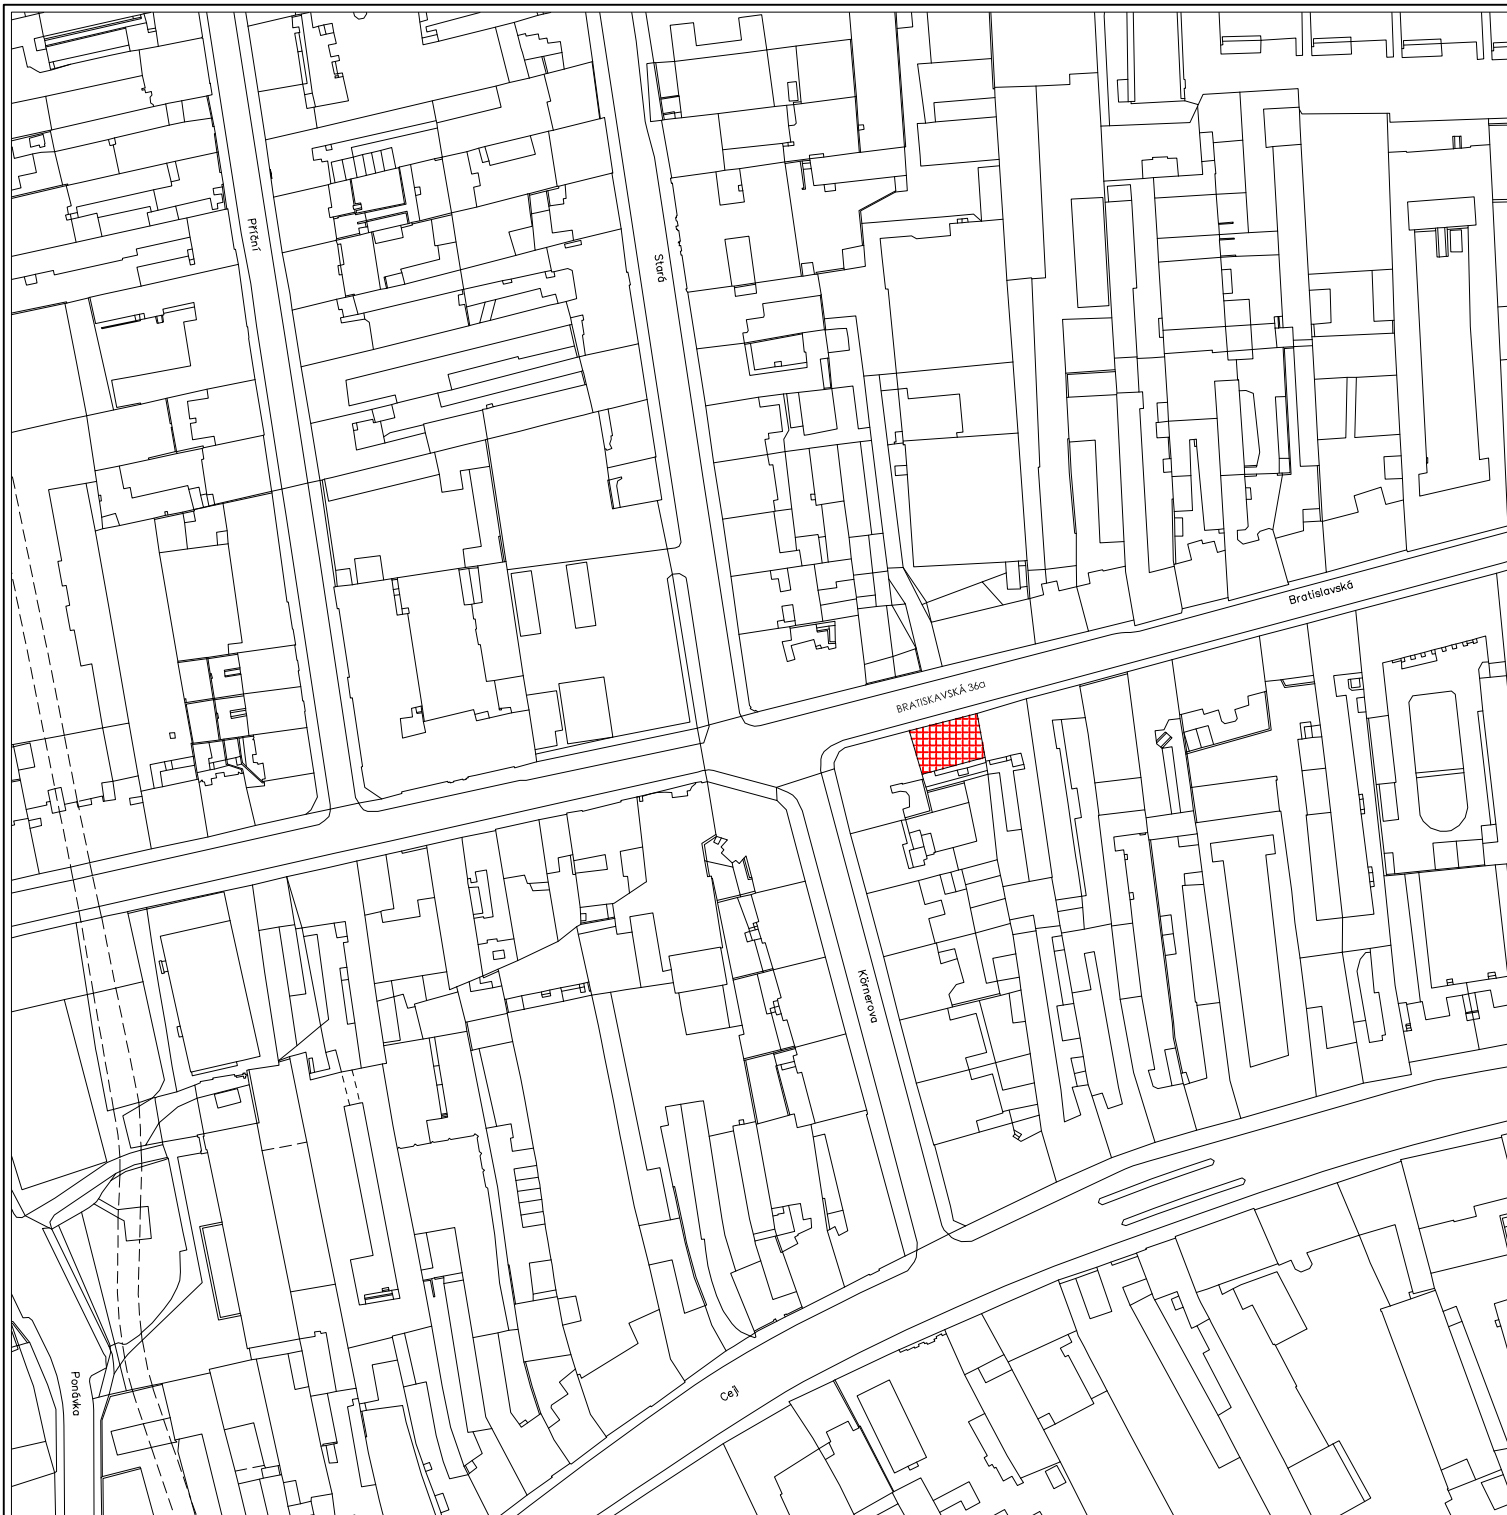 Příční
Stará
Bratislavská
BRATISKAVSKÁ 36a
Körnerova
Ponávka
Cejl